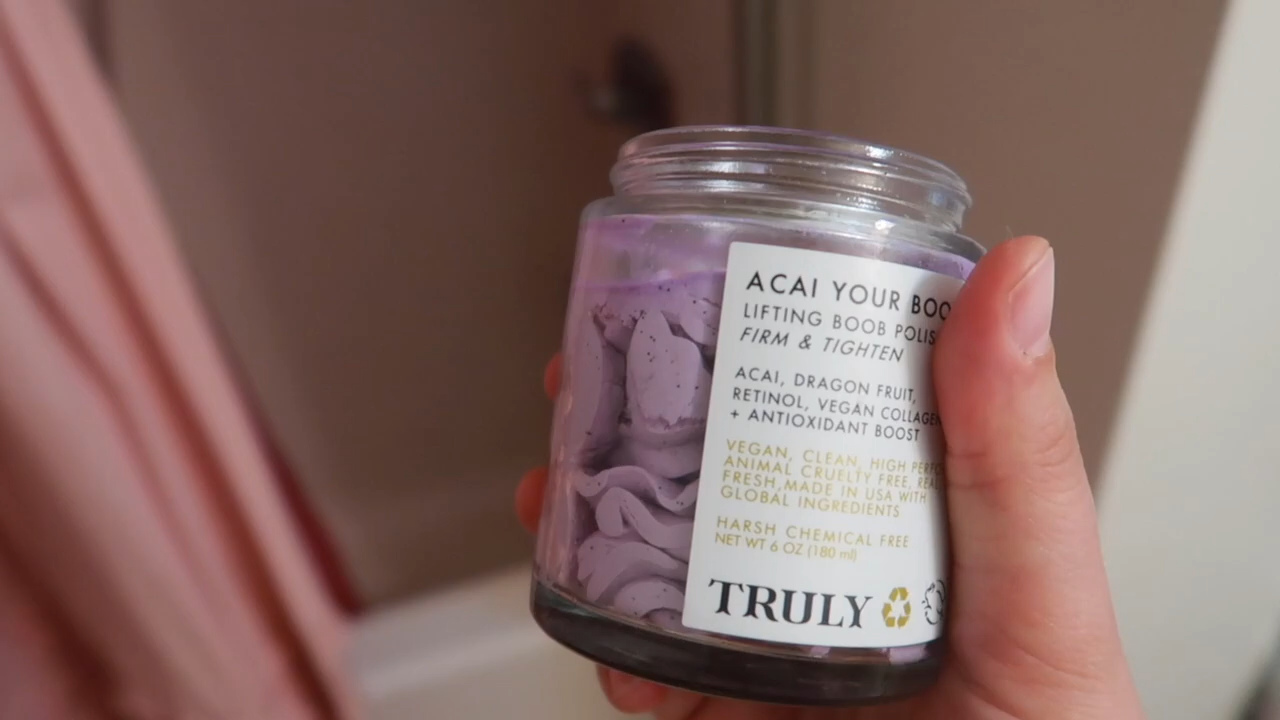 ACAI YOUR BOO
LIFTING BOOB POLIS
FIRM & TIGHTEN
ACAI, DRAGON FRUIT,
RETINOL, VEGAN COLLAGEN
+ ANTIOXIDANT BOOST
VEGAN, CLEAN, HIGH PERFO
ANIMAL CRUELTY FREE, REAL
FRESH,MADE IN USA WITH
GLOBAL INGREDIENTS
HARSH CHEMICAL FREE
NET WT 6 OZ (180 ml)
TRULY